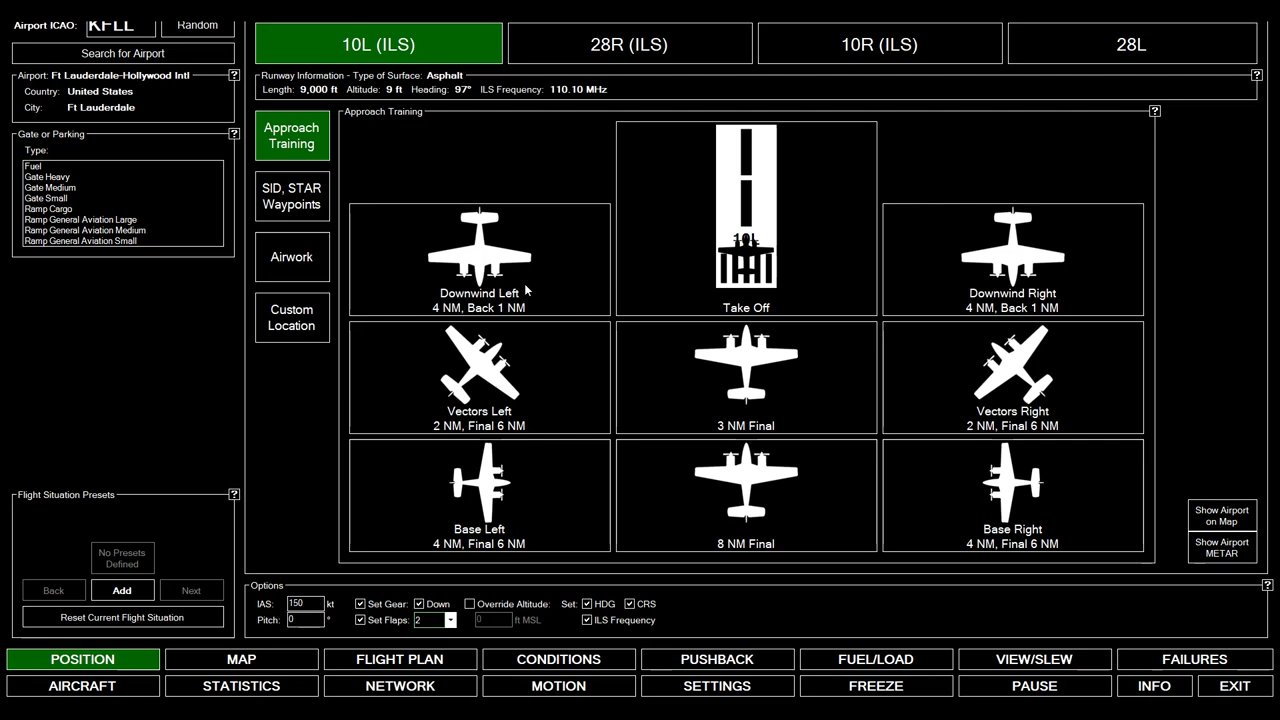 Airport ICAO: KFLL Random
Search for Airport
Airport: Ft Lauderdale-Hollywood Intl ?
Country: United States
City: Ft Lauderdale
Gate or Parking ?
Type:
Fuel
Gate Heavy
Gate Medium
Gate Small
Ramp Cargo
Ramp General Aviation Large
Ramp General Aviation Medium
Ramp General Aviation Small
Flight Situation Presets ?
No Presets
Defined
Back Add Next
Reset Current Flight Situation
10L (ILS) 28R (ILS) 10R (ILS) 28L
Runway Information - Type of Surface: Asphalt ?
Length: 9,000 ft Altitude: 9 ft Heading: 97° ILS Frequency: 110.10 MHz
Approach
Training
SID, STAR
Waypoints
Airwork
Custom
Location
Approach Training ?
Downwind Left
4 NM, Back 1 NM
10L
Take Off
Downwind Right
4 NM, Back 1 NM
Vectors Left
2 NM, Final 6 NM
3 NM Final
Vectors Right
2 NM, Final 6 NM
Base Left
4 NM, Final 6 NM
8 NM Final
Base Right
4 NM, Final 6 NM
Show Airport
on Map
Show Airport
METAR
Options ?
IAS: 150 kt Set Gear: Down Override Altitude: Set: HDG CRS
Pitch: 0 ° Set Flaps: 2 0 ft MSL ILS Frequency
POSITION MAP FLIGHT PLAN CONDITIONS PUSHBACK FUEL/LOAD VIEW/SLEW FAILURES
AIRCRAFT STATISTICS NETWORK MOTION SETTINGS FREEZE PAUSE INFO EXIT